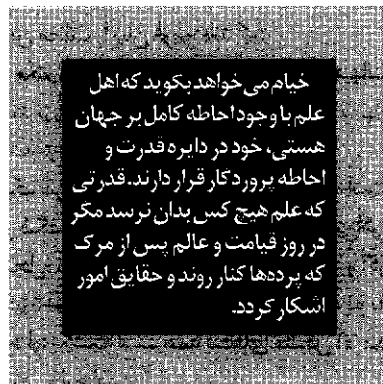 خیام می‌خواهد بگوید که اهل
علم با وجود احاطه کامل بر جهان
هستی، خود در دایره قدرت و
احاطه پروردگار قرار دارند. قدرتی
که علم هیچ کس بدان نرسد مگر
در روز قیامت و عالم پس از مرگ
که پرده‌ها کنار روند و حقایق امور
آشکار گردد.